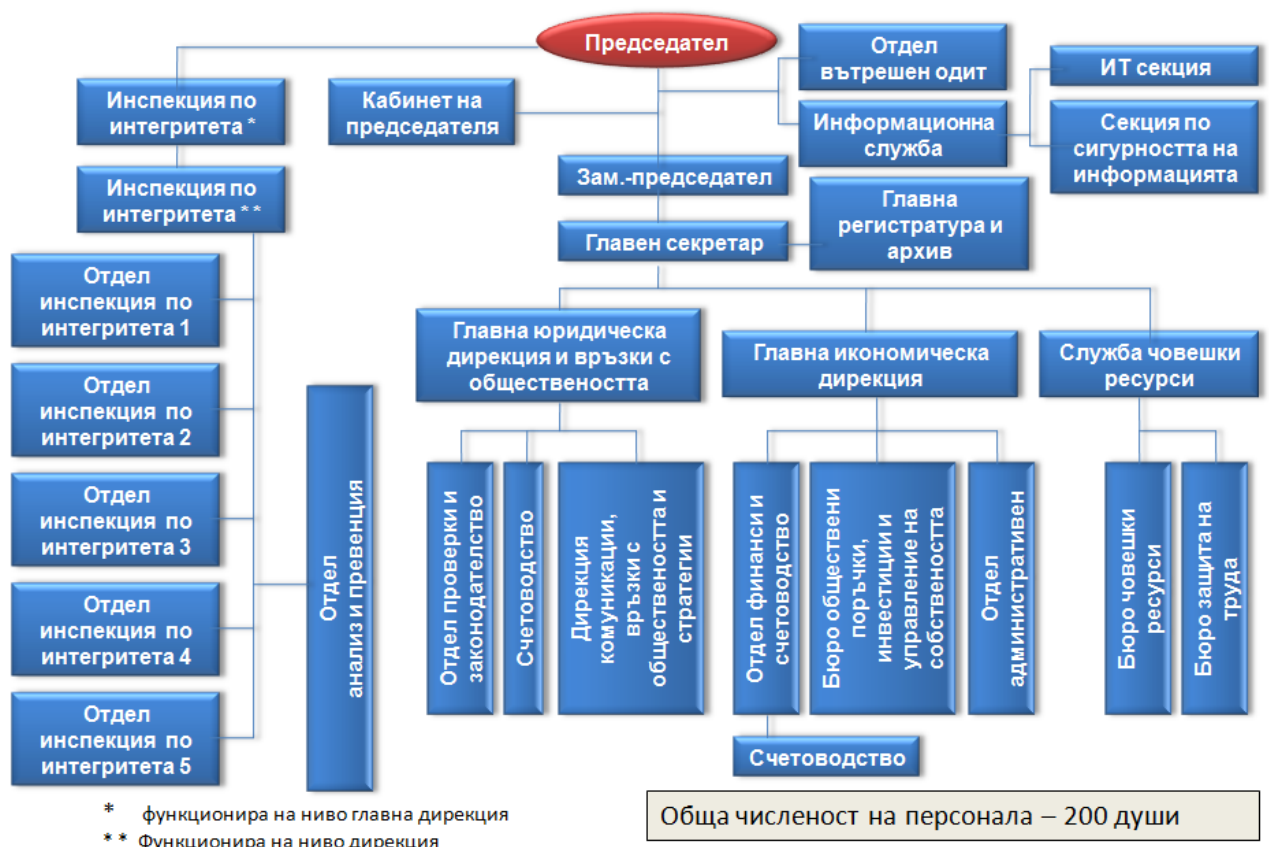 Председател
Отдел
вътрешен одит
ИТ секция
Инспекция по
интегритета *
Кабинет на
председателя
Информационна
служба
Секция по
сигурността на
информацията
Инспекция по
интегритета * *
Зам.-председател
Главна
регистратура и
архив
Главен секретар
Отдел
инспекция по
интегритета 1
Отдел
инспекция по
интегритета 2
Отдел
инспекция по
интегритета 3
Отдел
инспекция по
интегритета 4
Отдел
инспекция по
интегритета 5
Отдел
анализ и превенция
Главна юридическа
дирекция и връзки с
обществеността
Главна икономическа
дирекция
Служба човешки
ресурси
Отдел проверки и
законодателство
Счетоводство
Дирекция
комуникации,
връзки с
обществеността и
стратегии
Отдел финанси и
счетоводство
Бюро обществени
поръчки,
инвестиции и
управление на
собствеността
Отдел
административен
Бюро човешки
ресурси
Бюро защита на
труда
Счетоводство
* функционира на ниво главна дирекция
* * Функционира на ниво дирекция
Обща численост на персонала – 200 души